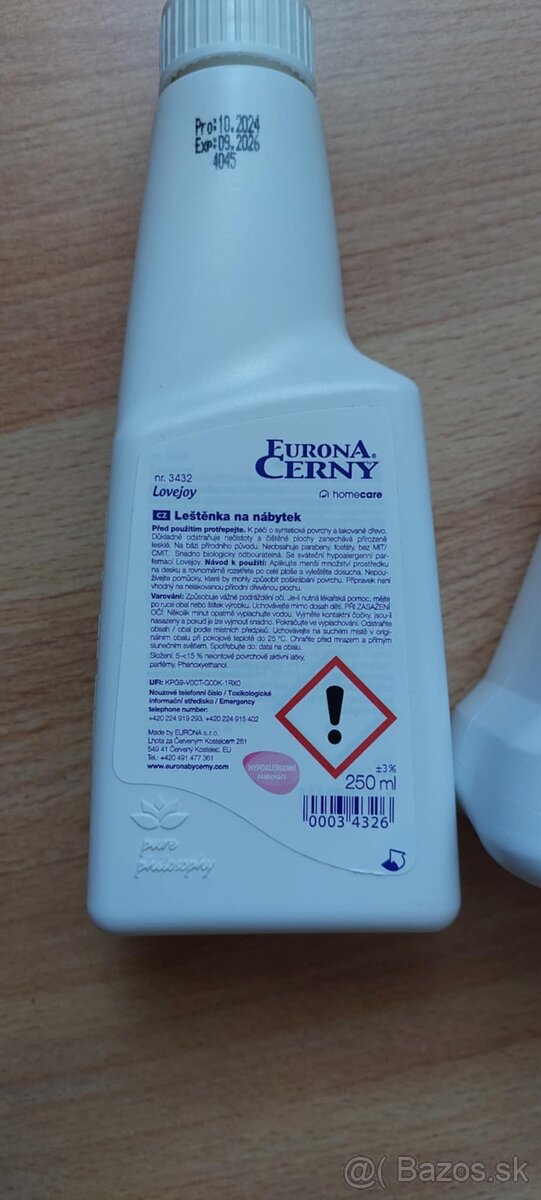 Pro:10.2024
Exp:09.2026
4045
EURONA®
CERNY
nr. 3432
Lovejoy
homecare
CZ Leštěnka na nábytek
Před použitím protřepejte. K péči o syntetické povrchy a lakované dřevo.
Důkladně odstraňuje nečistoty a čištěné plochy zanechává přirozeně
lesklé. Na bázi přírodního původu. Neobsahuje parabeny, fosfáty, bez MIT/
CMIT. Snadno biologicky odbouratelná. Se sváteční hypoalergenní par-
femací Lovejoy. Návod k použití: Aplikujte menší množství prostředku
na desku a rovnoměrně rozetřete po celé ploše a vyleštěte dosucha. Nepou-
žívejte pomůcky, které by mohly způsobit poškrábání povrchu. Přípravek není
vhodný na nelakovanou přírodní dřevěnou plochu.
Varování: Způsobuje vážné podráždění očí. Je-li nutná lékařská pomoc, mějte
po ruce obal nebo štítek výrobku. Uchovávejte mimo dosah dětí. PŘI ZASAŽENÍ
OČÍ: Několik minut opatrně vyplachujte vodou. Vyjměte kontaktní čočky, jsou-li
nasazeny a pokud je lze vyjmout snadno. Pokračujte ve vyplachování. Odstraňte
obsah / obal podle místních předpisů. Uchovávejte na suchém místě v origi-
nálním obalu při pokojové teplotě do 25 °C. Chraňte před mrazem a přímým
slunečním světlem. Spotřebujte do: data na obalu.
Složení: 5-<15 % neiontové povrchově aktivní látky,
parfémy, Phenoxyethanol.
UFI: KPG9-V0CT-G00K-1RX0
Nouzové telefonní číslo / Toxikologické
informační středisko / Emergency
telephone number:
+420 224 919 293, +420 224 915 402
Made by EURONA s. r. o.
Lhota za Červeným Kostelcem 261
549 41 Červený Kostelec, EU
Tel.: +420 491 477 361
www.euronabycerny.com
HYPOALERGENNÍ
PARFEMACE
±3%
250 ml
0003 4326
pure
philosophy
@( Bazos.sk